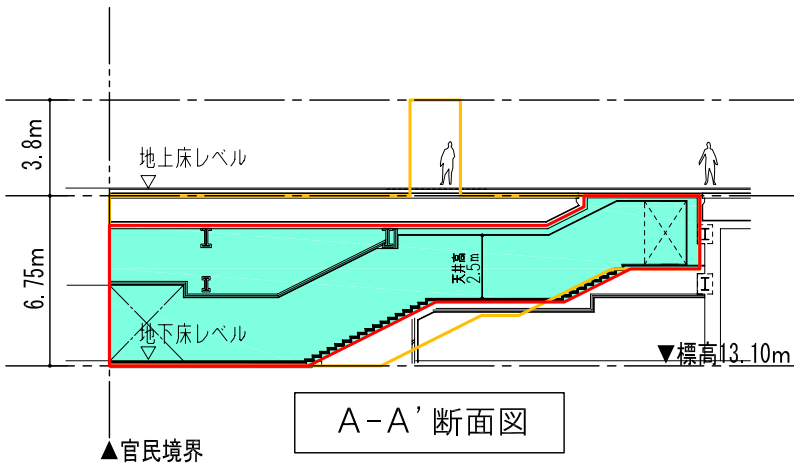 3.8m
地上床レベル
6.75m
天井高
2.5m
地下床レベル
▼標高13.10m
A-A'断面図
▲官民境界